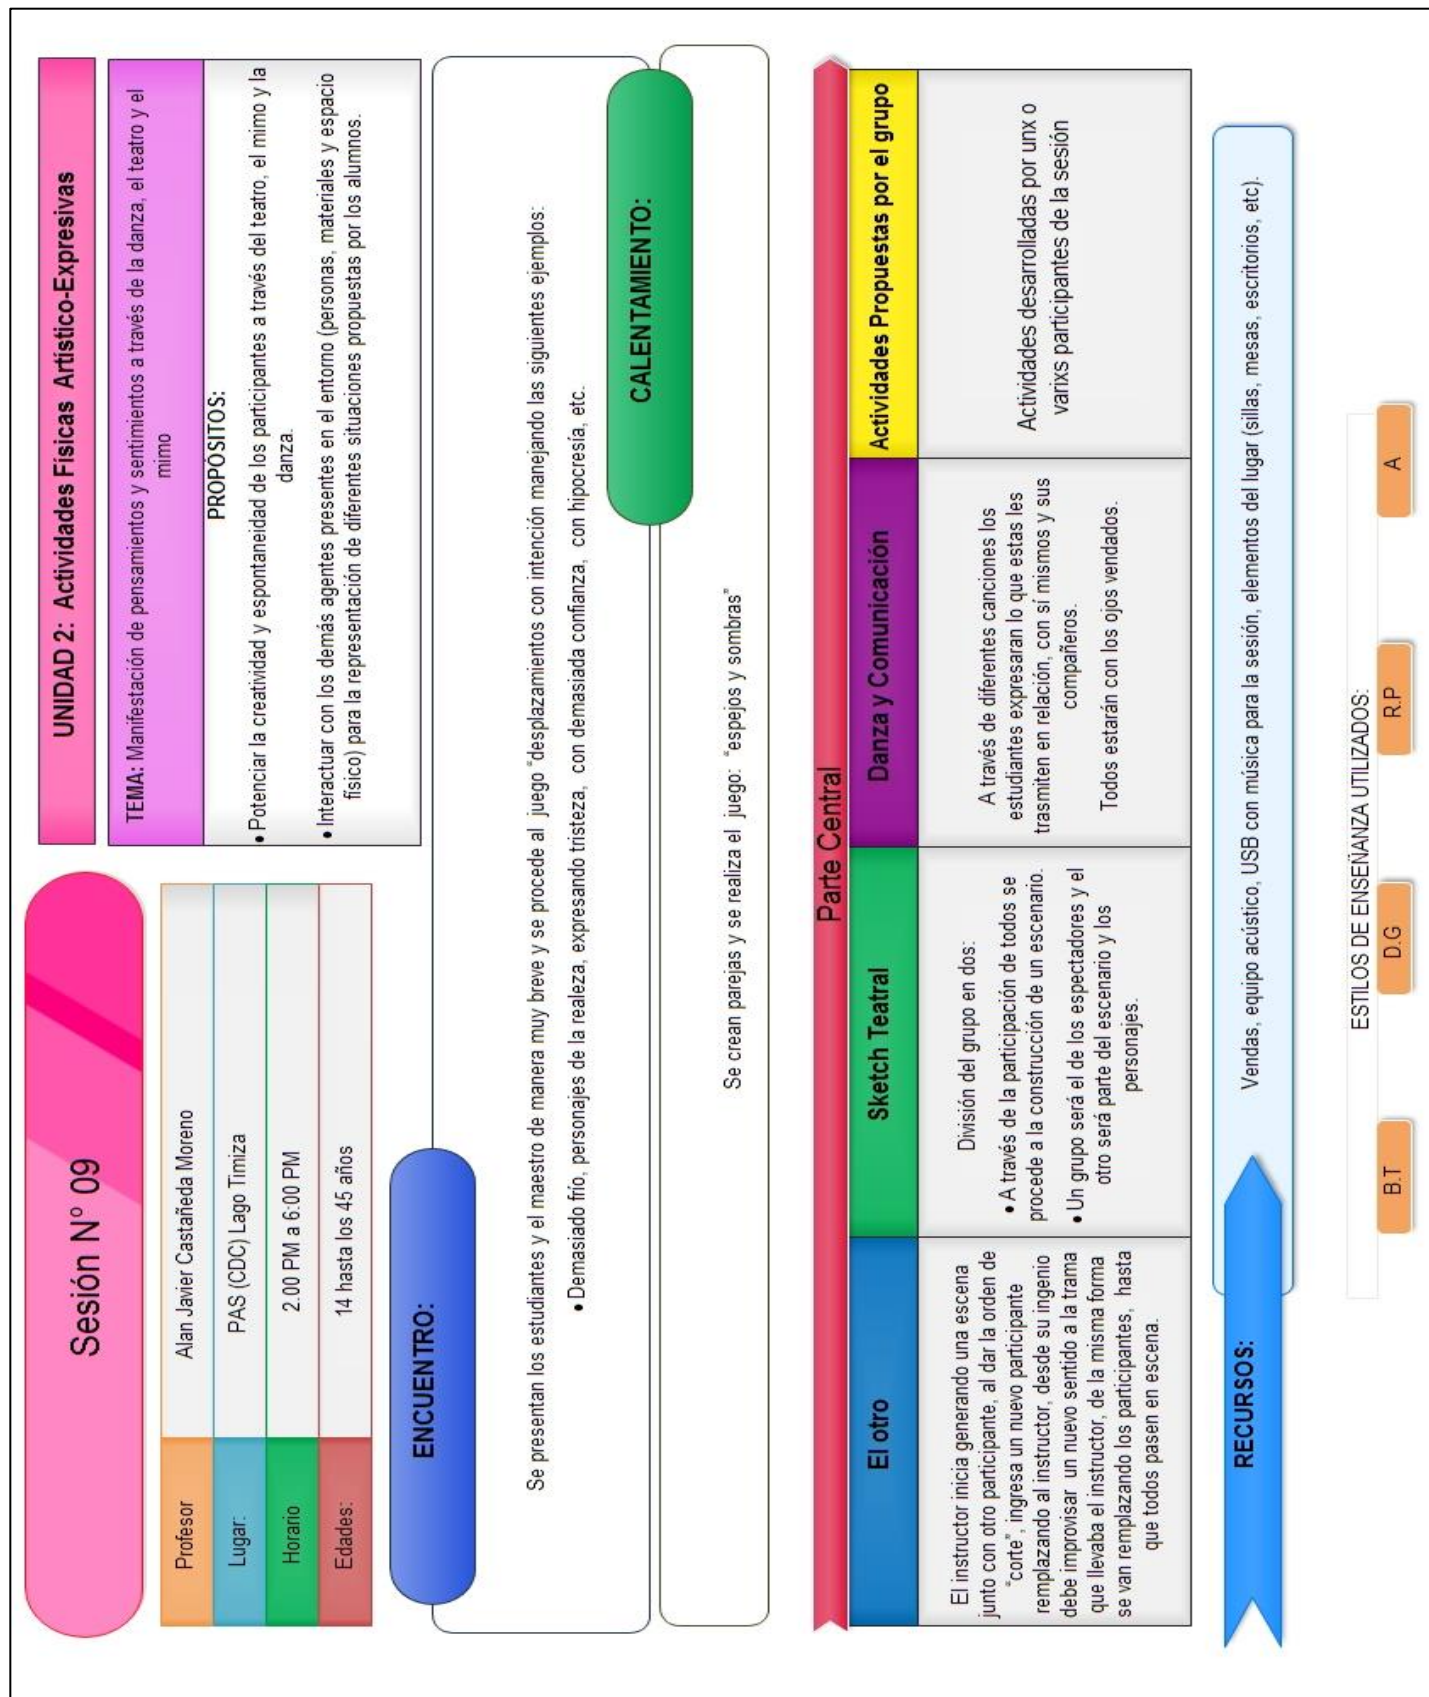 Sesión N° 09
Profesor
Alan Javier Castañeda Moreno
Lugar:
PAS (CDC) Lago Timiza
Horario
2.00 PM a 6:00 PM
Edades:
14 hasta los 45 años
UNIDAD 2: Actividades Físicas Artístico-Expresivas
TEMA: Manifestación de pensamientos y sentimientos a través de la danza, el teatro y el
mimo
PROPÓSITOS:
• Potenciar la creatividad y espontaneidad de los participantes a través del teatro, el mimo y la
danza.
• Interactuar con los demás agentes presentes en el entorno (personas, materiales y espacio
físico) para la representación de diferentes situaciones propuestas por los alumnos.
ENCUENTRO:
Se presentan los estudiantes y el maestro de manera muy breve y se procede al juego “desplazamientos con intención manejando las siguientes ejemplos:
• Demasiado frío, personajes de la realeza, expresando tristeza, con demasiada confianza, con hipocresía, etc.
CALENTAMIENTO:
Se crean parejas y se realiza el juego: “espejos y sombras”
Parte Central
El otro
El instructor inicia generando una escena
junto con otro participante, al dar la orden de
“corte”, ingresa un nuevo participante
remplazando al instructor, desde su ingenio
debe improvisar un nuevo sentido a la trama
que llevaba el instructor, de la misma forma
se van remplazando los participantes, hasta
que todos pasen en escena.
Sketch Teatral
División del grupo en dos:
• A través de la participación de todos se
procede a la construcción de un escenario.
• Un grupo será el de los espectadores y el
otro será parte del escenario y los
personajes.
Danza y Comunicación
A través de diferentes canciones los
estudiantes expresaran lo que estas les
trasmiten en relación, con sí mismos y sus
compañeros.
Todos estarán con los ojos vendados.
Actividades Propuestas por el grupo
Actividades desarrolladas por unx o
varixs participantes de la sesión
RECURSOS:
Vendas, equipo acústico, USB con música para la sesión, elementos del lugar (sillas, mesas, escritorios, etc).
ESTILOS DE ENSEÑANZA UTILIZADOS:
B.T
D.G
R.P
A